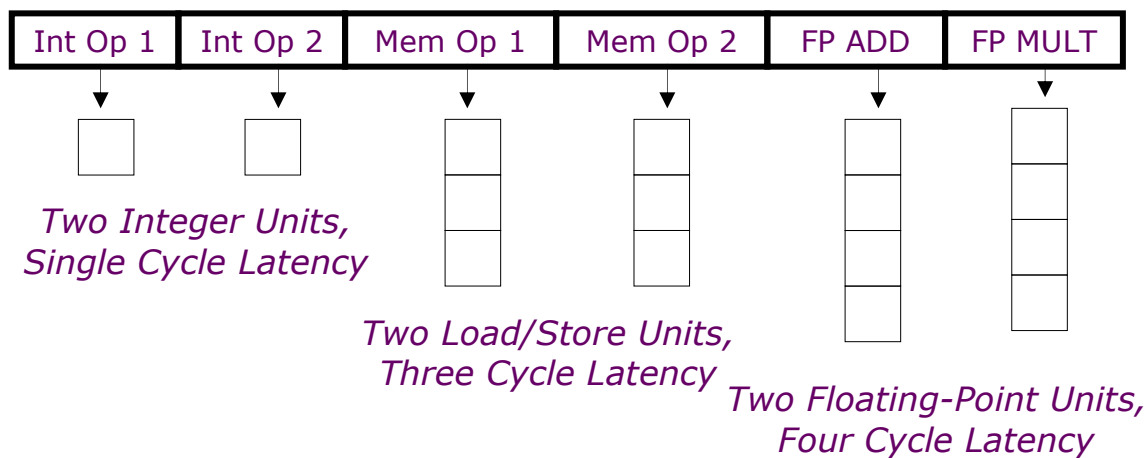 Int Op 1 Int Op 2 Mem Op 1 Mem Op 2 FP ADD FP MULT
Two Integer Units,
Single Cycle Latency
Two Load/Store Units,
Three Cycle Latency
Two Floating-Point Units,
Four Cycle Latency